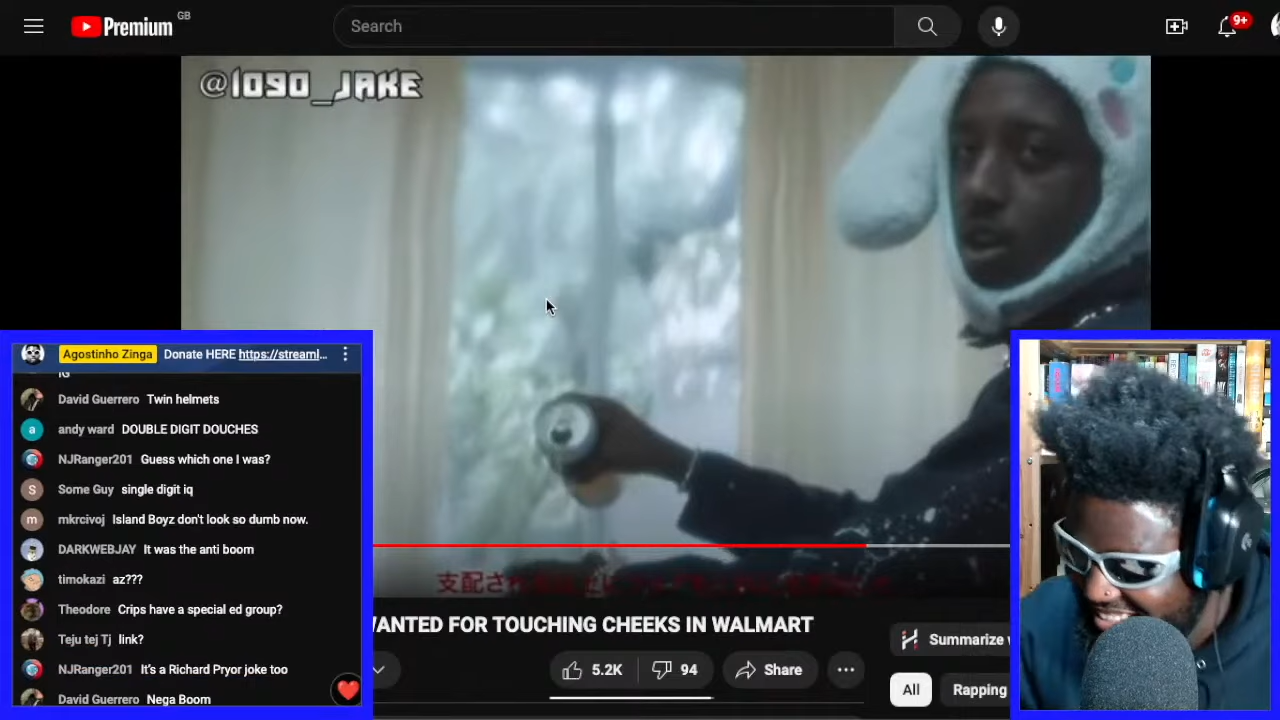 Premium
GB
Search
9+
@1090_JAKE
Agostinho Zinga Donate HERE https://streaml...
IG
David Guerrero Twin helmets
andy ward DOUBLE DIGIT DOUCHES
NJRanger201 Guess which one I was?
Some Guy single digit iq
mkrcivoj Island Boyz don't look so dumb now.
DARKWEBJAY It was the anti boom
timokazi az???
Theodore Crips have a special ed group?
Teju tej Tj link?
NJRanger201 It's a Richard Pryor joke too
David Guerrero Nega Boom
支配さ
WANTED FOR TOUCHING CHEEKS IN WALMART
5.2K
94
Share
Summarize
All
Rapping